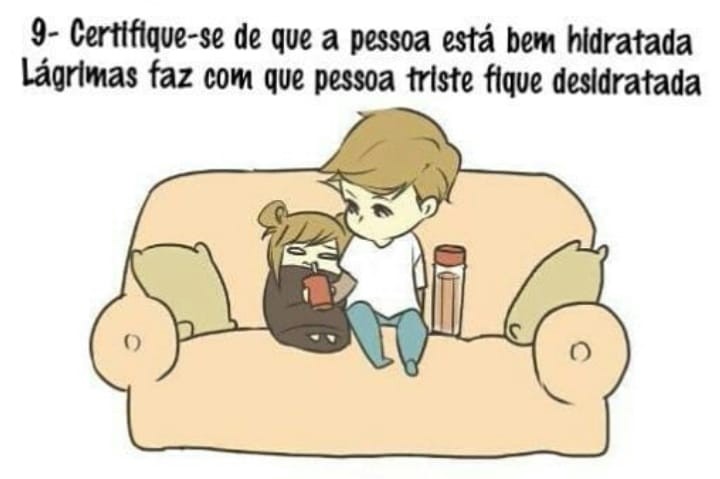 9- Certifique-se de que a pessoa está bem hidratada
Lágrimas faz com que pessoa triste fique desidratada